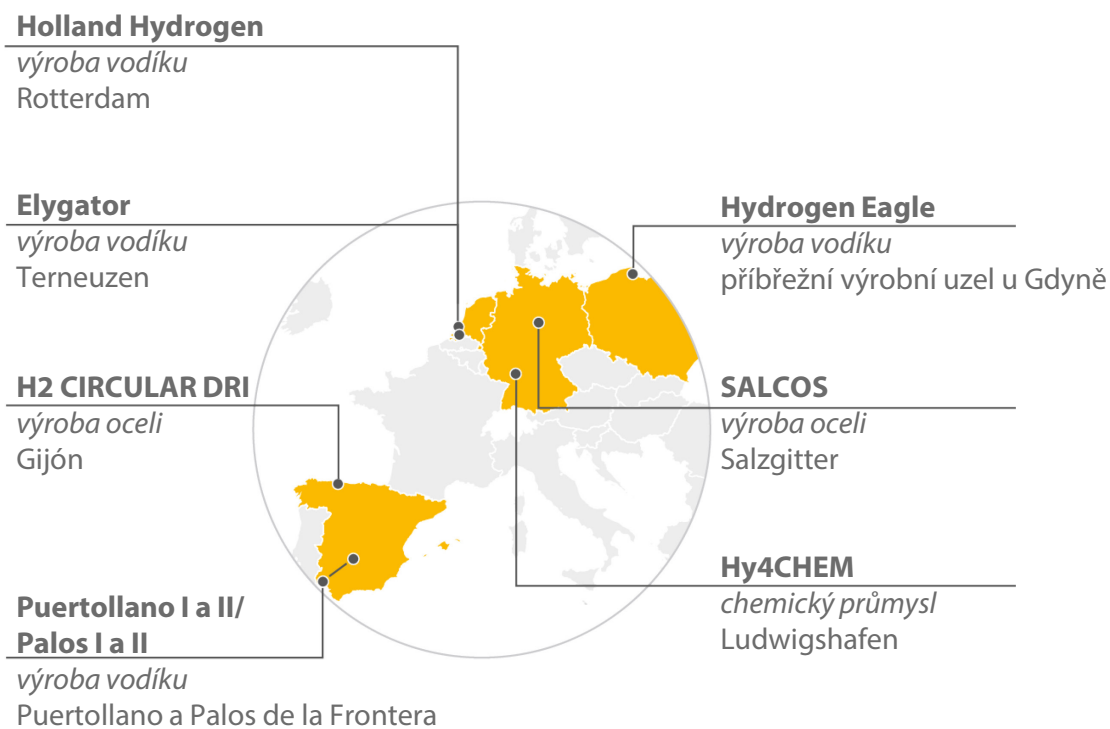 Holland Hydrogen
výroba vodíku
Rotterdam
Elygator
výroba vodíku
Terneuzen
H2 CIRCULAR DRI
výroba oceli
Gijón
Puertollano I a II/
Palos I a II
výroba vodíku
Puertollano a Palos de la Frontera
Hydrogen Eagle
výroba vodíku
příbřežní výrobní uzel u Gdyně
SALCOS
výroba oceli
Salzgitter
Hy4CHEM
chemický průmysl
Ludwigshafen